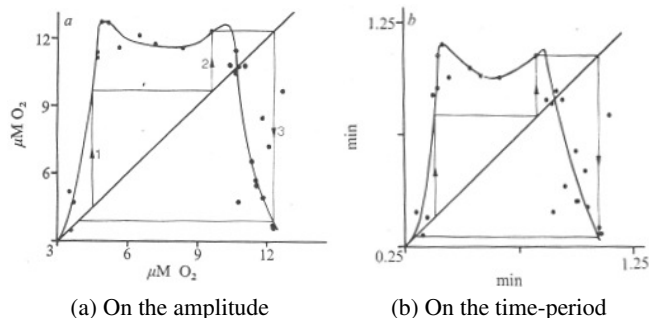 a
12
9
6
3
μM O₂
6
9
12
μM O₂
1
2
3
(a) On the amplitude
b
1.25
min
0.25
min
1.25
(b) On the time-period